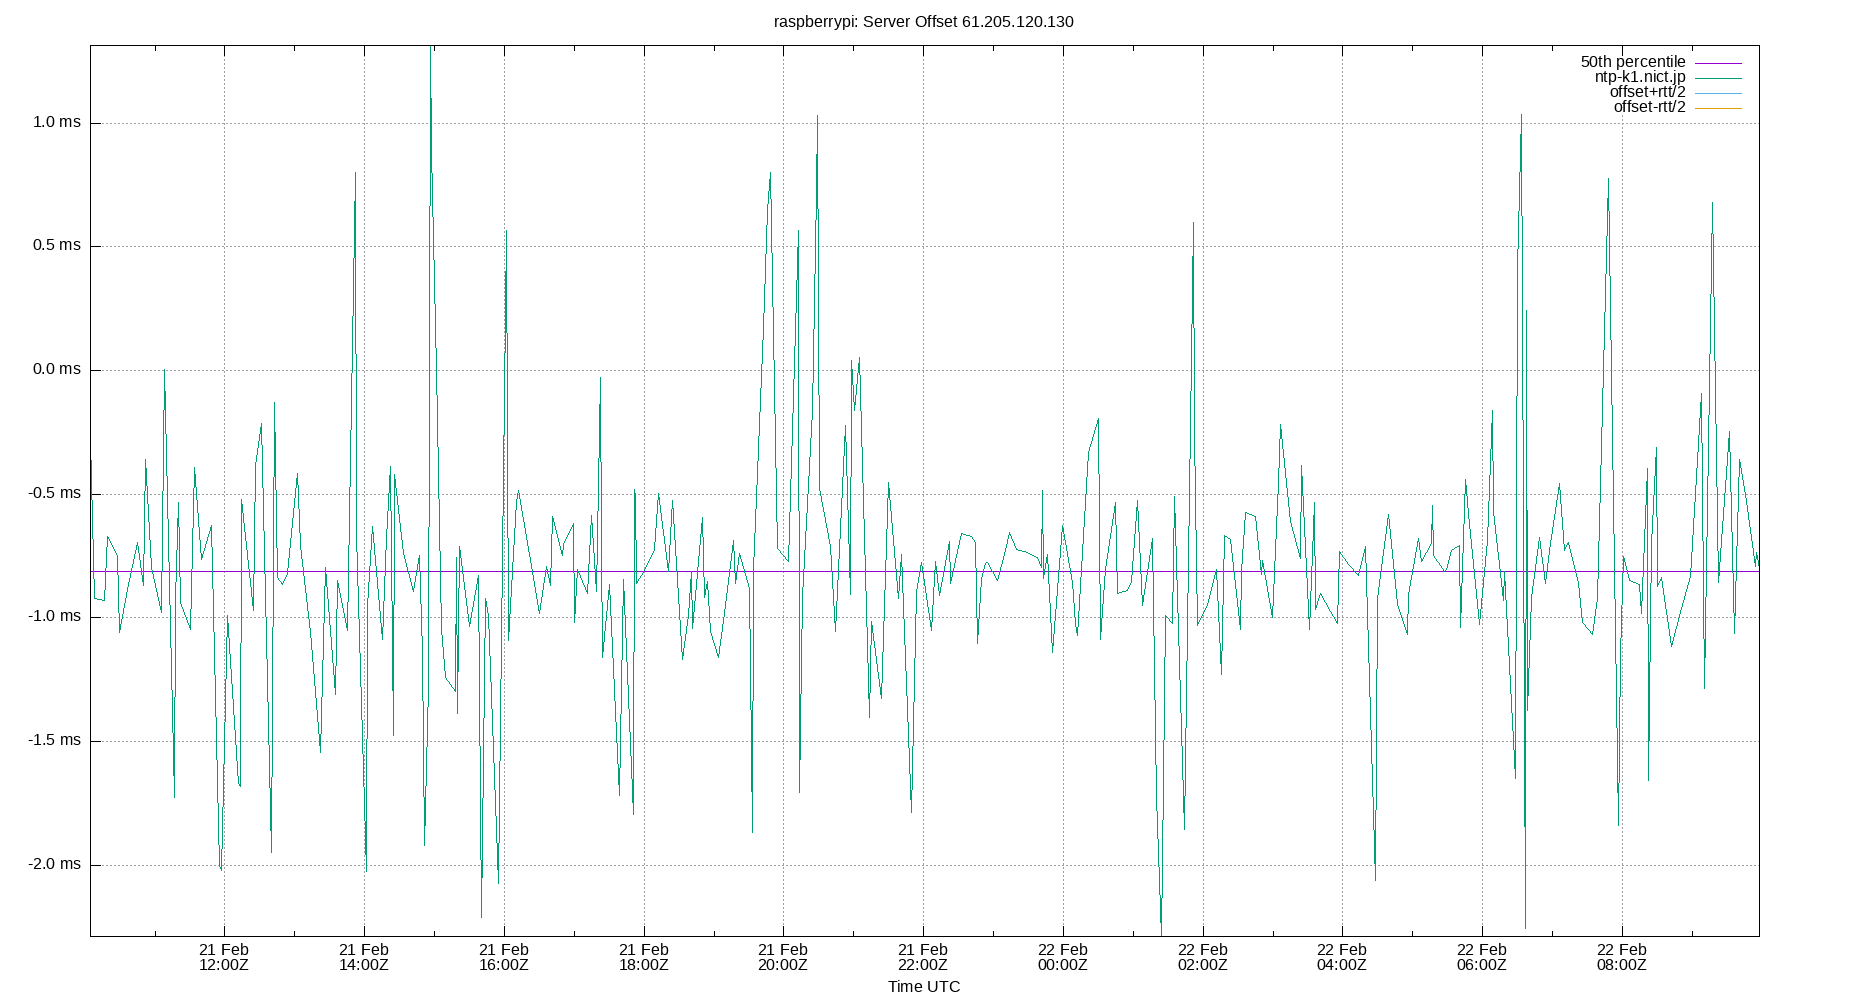 raspberrypi: Server Offset 61.205.120.130
50th percentile
ntp-k1.nict.jp
offset+rtt/2
offset-rtt/2
1.0 ms
0.5 ms
0.0 ms
-0.5 ms
-1.0 ms
-1.5 ms
-2.0 ms
21 Feb 21 Feb 21 Feb 21 Feb 21 Feb 21 Feb 22 Feb 22 Feb 22 Feb 22 Feb 22 Feb
12:00Z 14:00Z 16:00Z 18:00Z 20:00Z 22:00Z 00:00Z 02:00Z 04:00Z 06:00Z 08:00Z
Time UTC